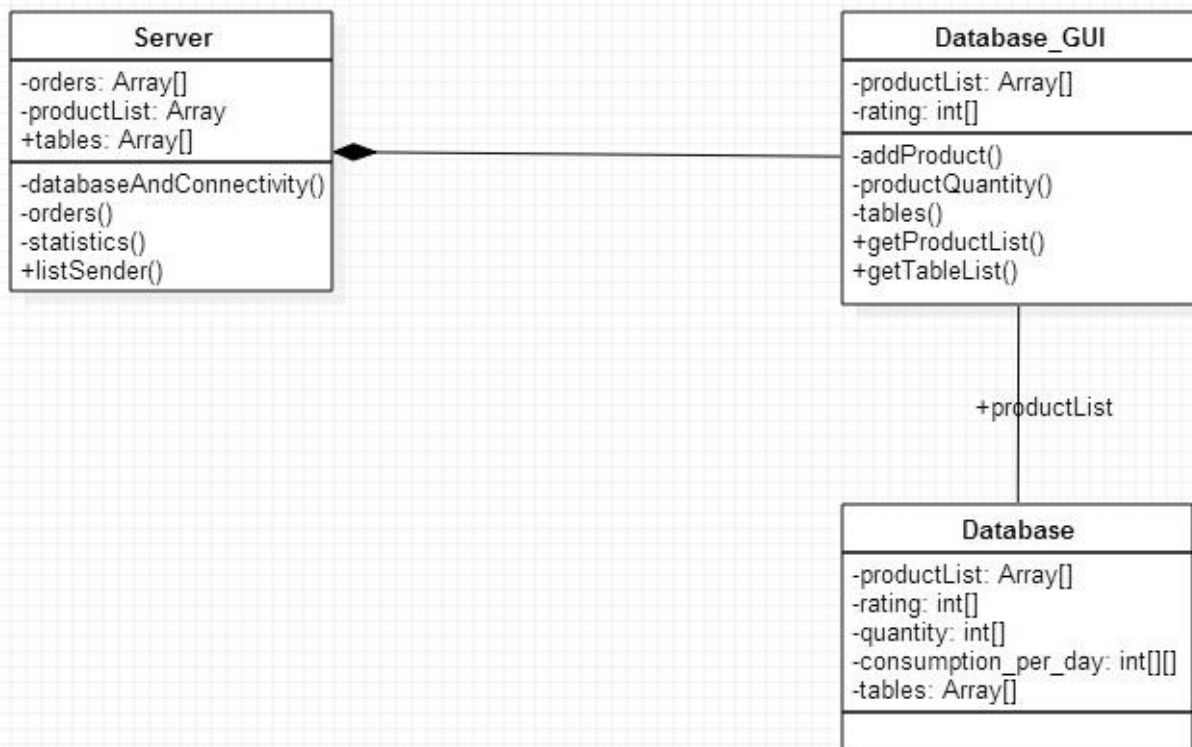 Server
-orders: Array[]
-productList: Array
+tables: Array[]
-databaseAndConnectivity()
-orders()
-statistics()
+listSender()
Database_GUI
-productList: Array[]
-rating: int[]
-addProduct()
-productQuantity()
-tables()
+getProductList()
+getTableList()
+productList
Database
-productList: Array[]
-rating: int[]
-quantity: int[]
-consumption_per_day: int[][]
-tables: Array[]